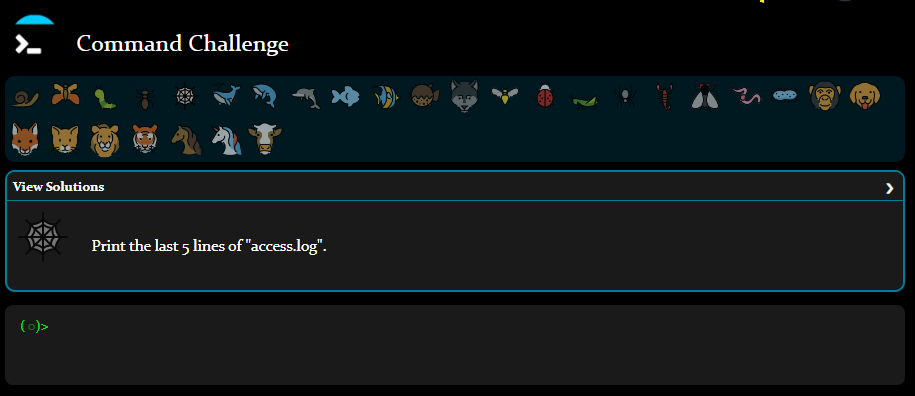 Command Challenge
View Solutions
Print the last 5 lines of "access.log".
(○)>